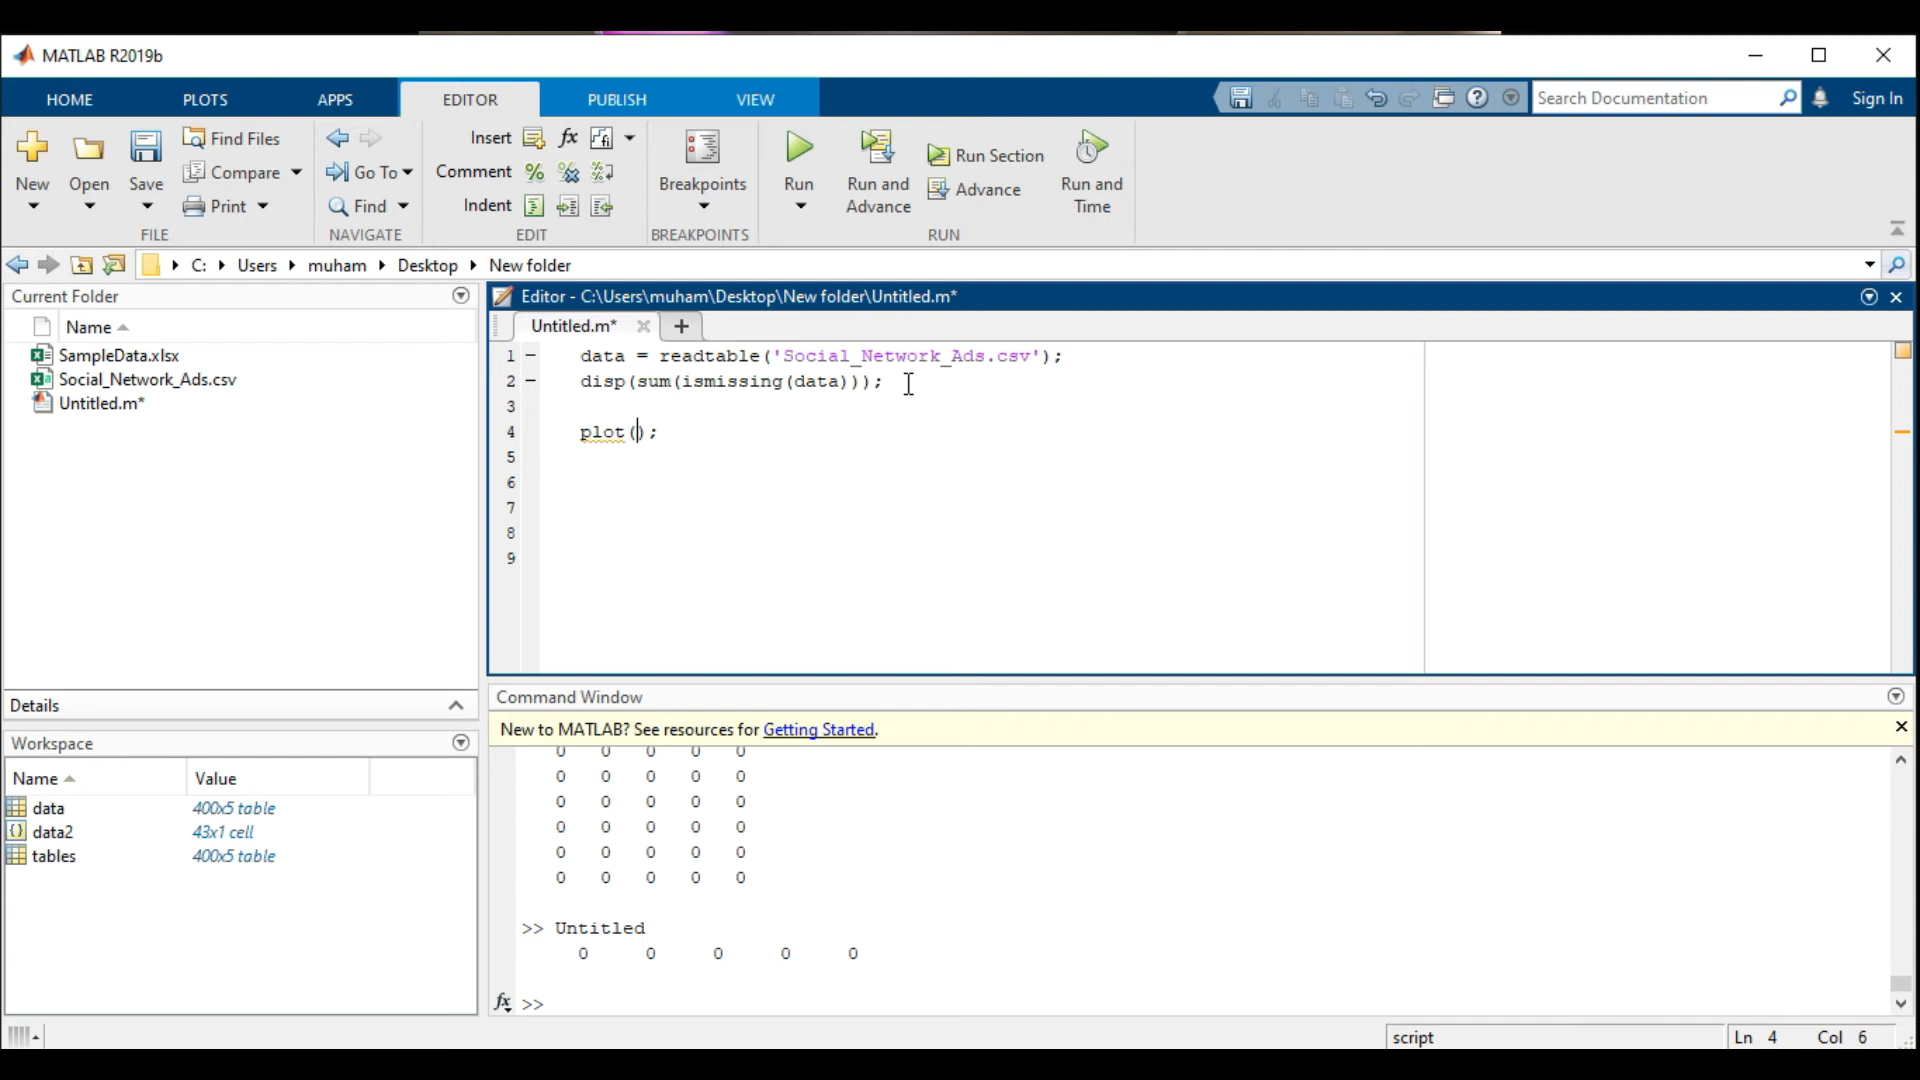 MATLAB R2019b
HOME PLOTS APPS EDITOR PUBLISH VIEW Search Documentation Sign In
New Open Save Find Files Compare Print FILE
Go To Find NAVIGATE
Insert fx Comment Indent EDIT
Breakpoints BREAKPOINTS
Run Run and Advance Run Section Advance Run and Time RUN
C: Users muham Desktop New folder
Current Folder
Name
SampleData.xlsx
Social_Network_Ads.csv
Untitled.m*
Details
Workspace
Name Value
data 400x5 table
data2 43x1 cell
tables 400x5 table
Editor - C:\Users\muham\Desktop\New folder\Untitled.m*
Untitled.m* +
1 - data = readtable('Social_Network_Ads.csv');
2 - disp(sum(ismissing(data)));
3
4 plot();
5
6
7
8
9
Command Window
New to MATLAB? See resources for Getting Started.
0 0 0 0 0
0 0 0 0 0
0 0 0 0 0
0 0 0 0 0
0 0 0 0 0
0 0 0 0 0
>> Untitled
0 0 0 0 0
fx >>
script Ln 4 Col 6